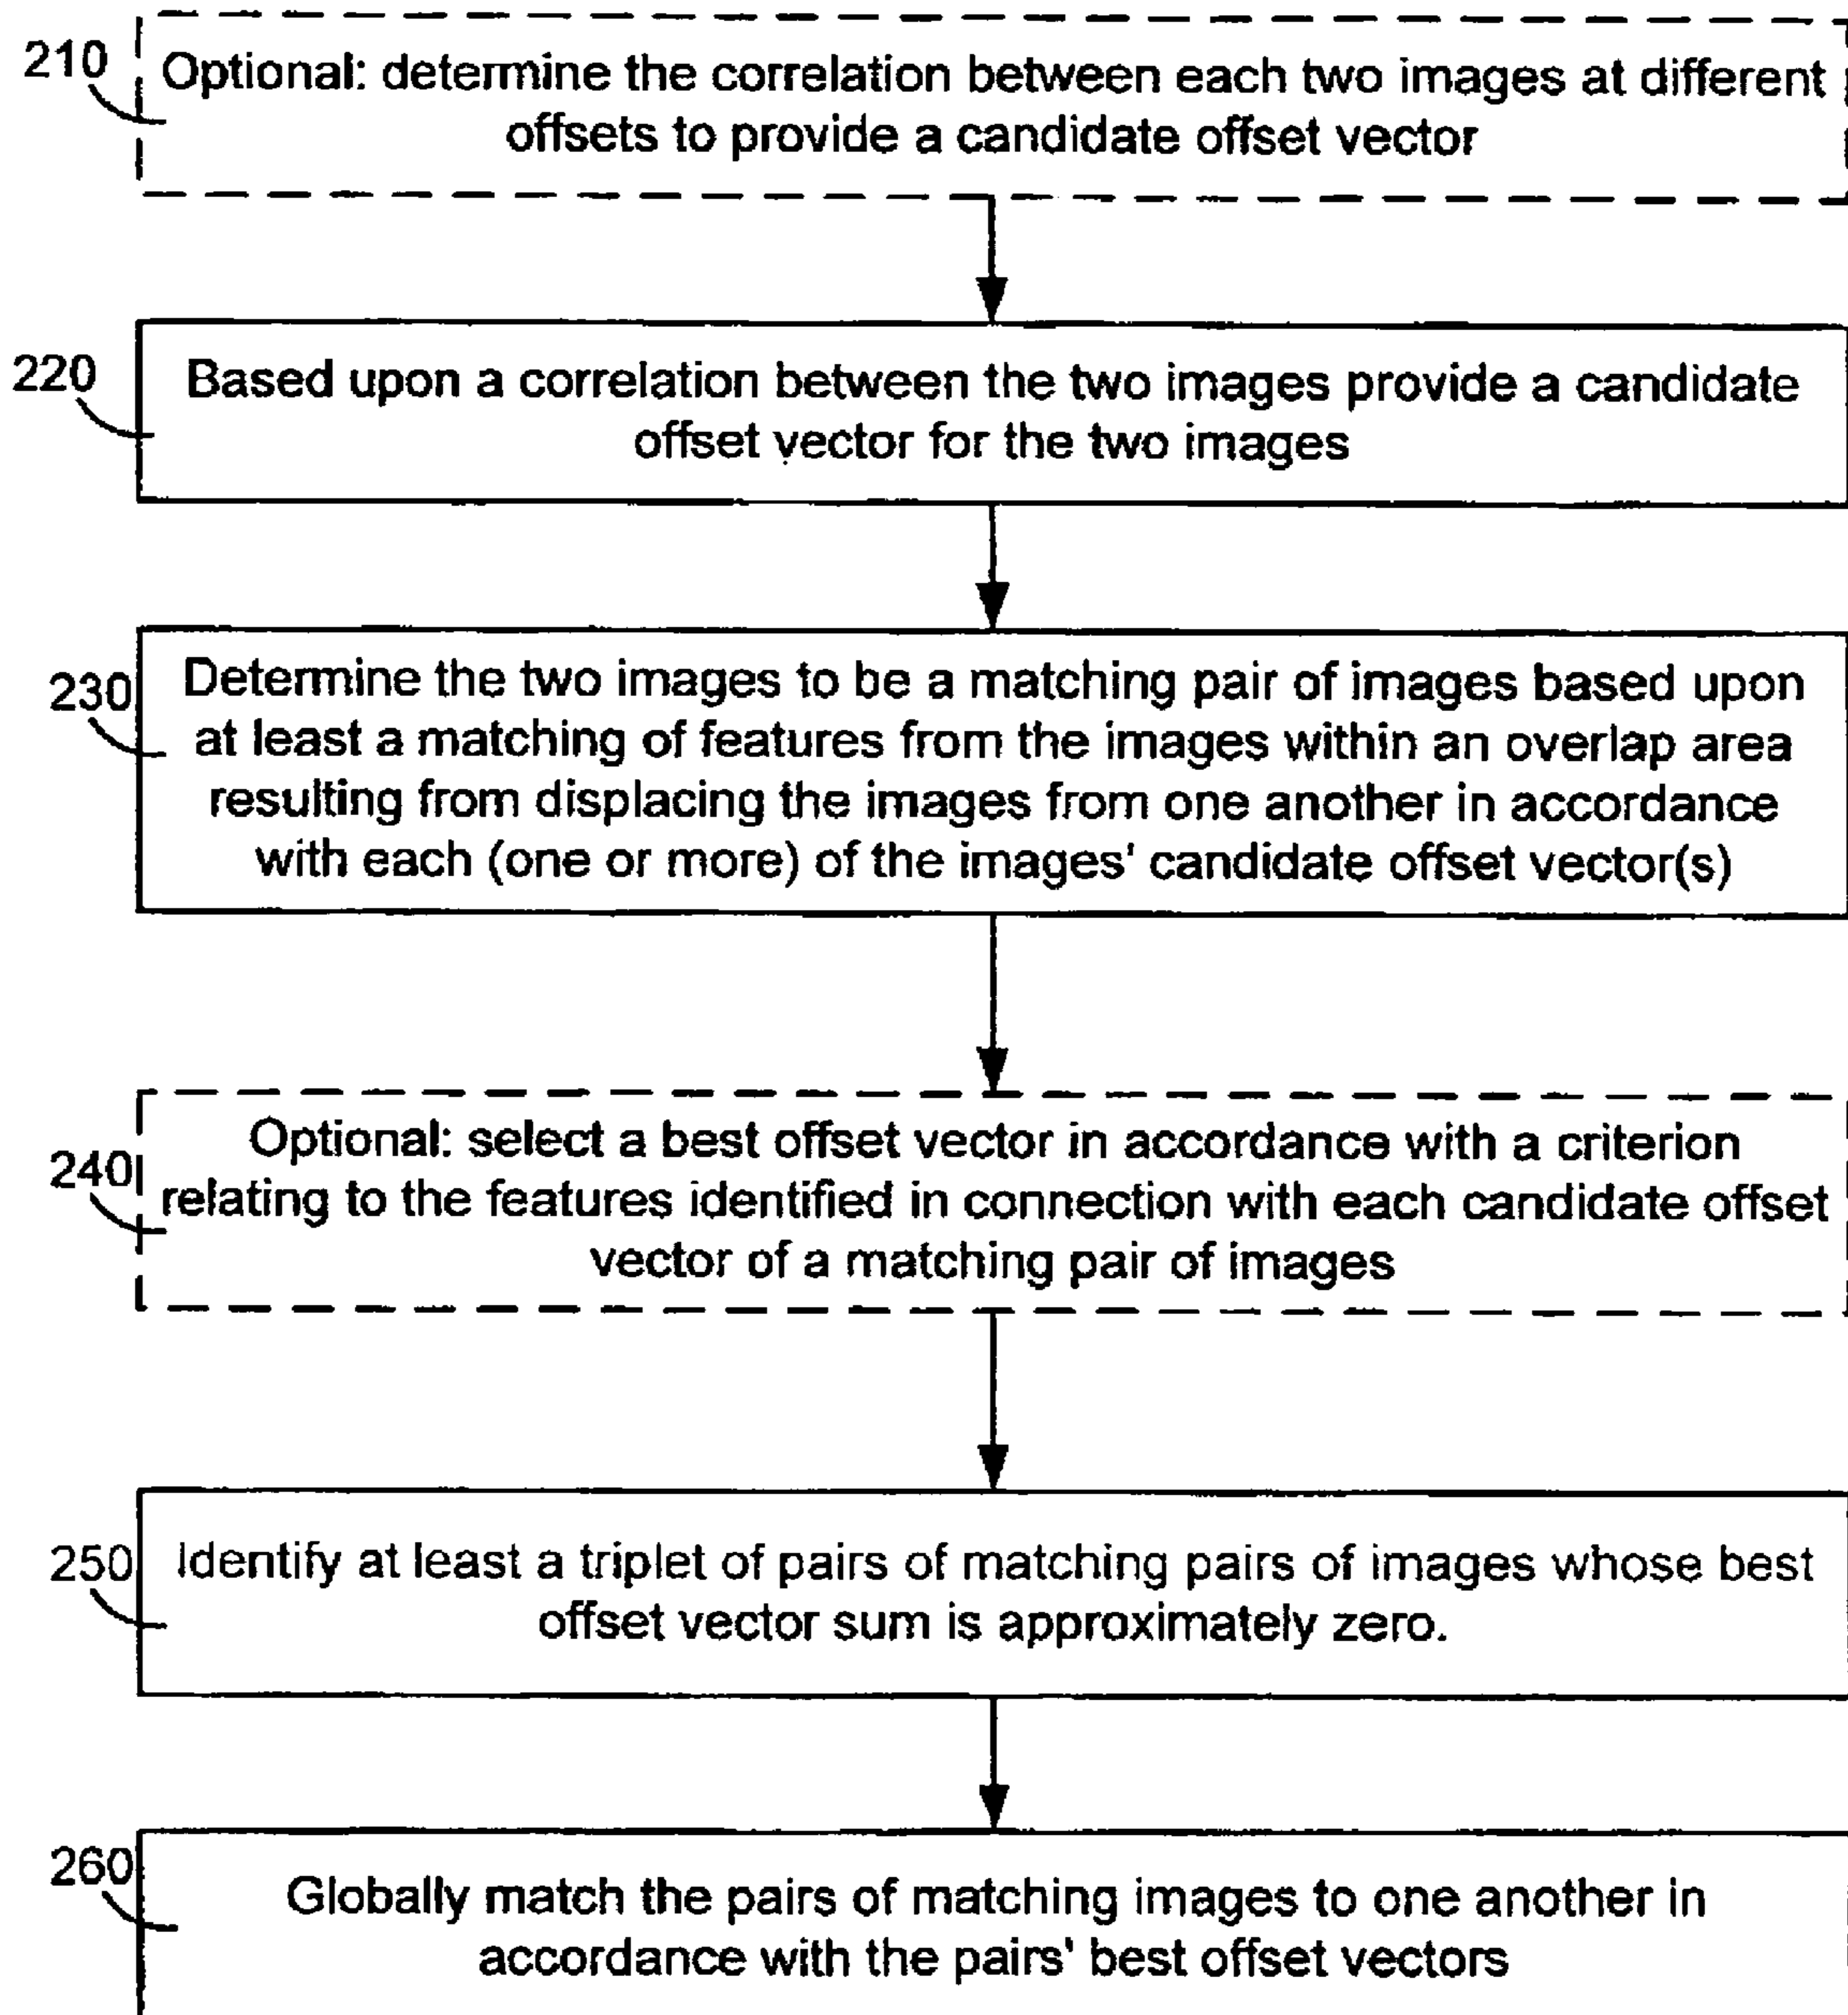 210
Optional: determine the correlation between each two images at different
offsets to provide a candidate offset vector
220
Based upon a correlation between the two images provide a candidate
offset vector for the two images
230
Determine the two images to be a matching pair of images based upon
at least a matching of features from the images within an overlap area
resulting from displacing the images from one another in accordance
with each (one or more) of the images' candidate offset vector(s)
240
Optional: select a best offset vector in accordance with a criterion
relating to the features identified in connection with each candidate offset
vector of a matching pair of images
250
Identify at least a triplet of pairs of matching pairs of images whose best
offset vector sum is approximately zero.
260
Globally match the pairs of matching images to one another in
accordance with the pairs' best offset vectors